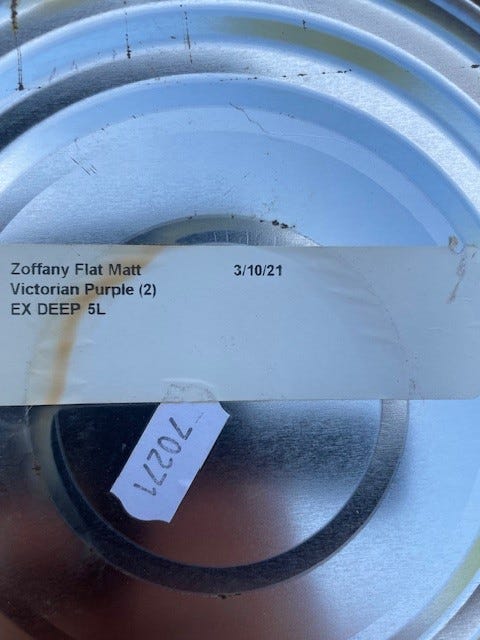 Zoffany Flat Matt 3/10/21
Victorian Purple (2)
EX DEEP 5L
70271